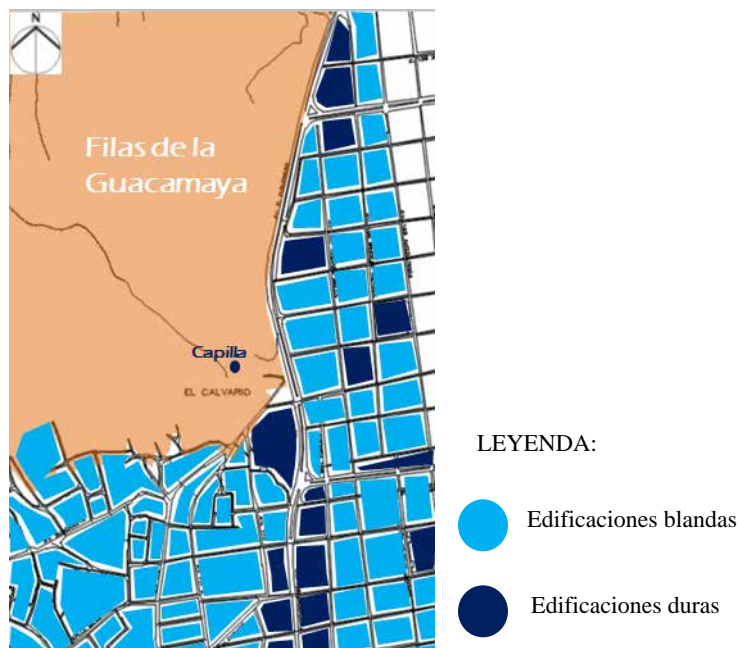 N
Filas de la
Guacamaya
Capilla
EL CALVARIO
LEYENDA:
Edificaciones blandas
Edificaciones duras